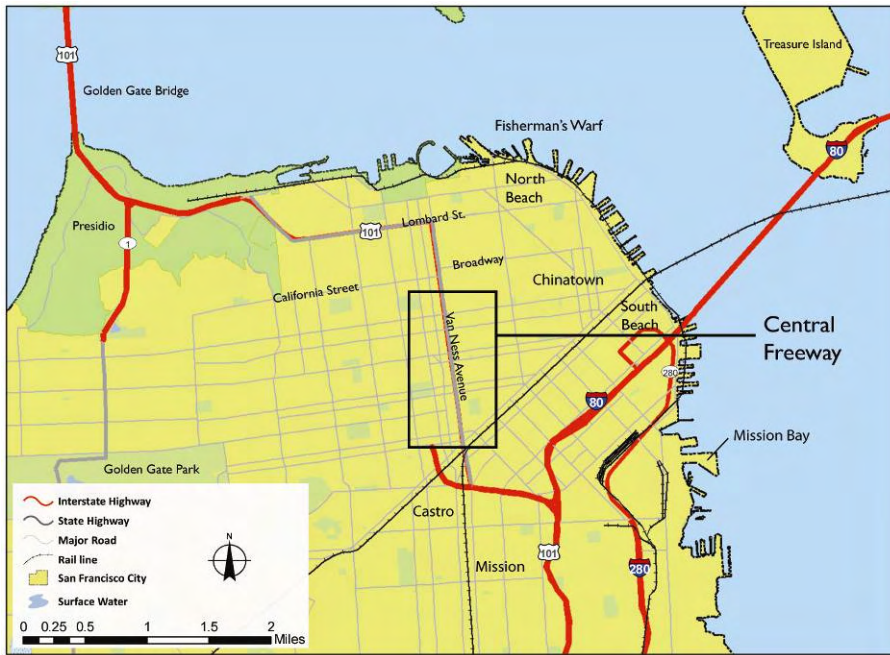 101
Golden Gate Bridge
Treasure Island
Fisherman's Warf
80
North
Beach
Presidio
1
Lombard St.
101
Broadway
California Street
Chinatown
South
Beach
Central
Freeway
Van Ness Avenue
280
80
Mission Bay
Golden Gate Park
Castro
101
Mission
280
Interstate Highway
State Highway
Major Road
Rail line
San Francisco City
Surface Water
N
0 0.25 0.5 1 1.5 2
Miles